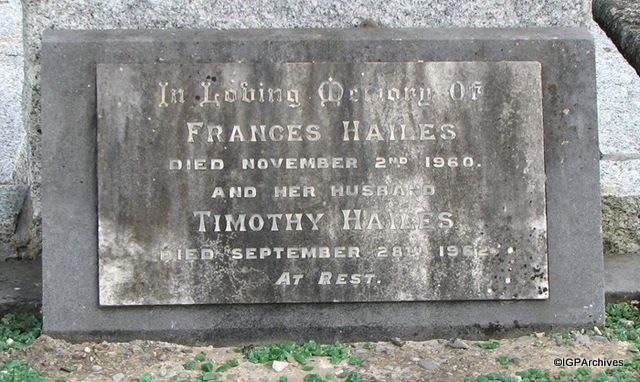 In Loving Memory Of
FRANCES HAILES
DIED NOVEMBER 2ND 1960.
AND HER HUSBAND
TIMOTHY HAILES
DIED SEPTEMBER 28TH 1962.
AT REST.
©IGPArchives